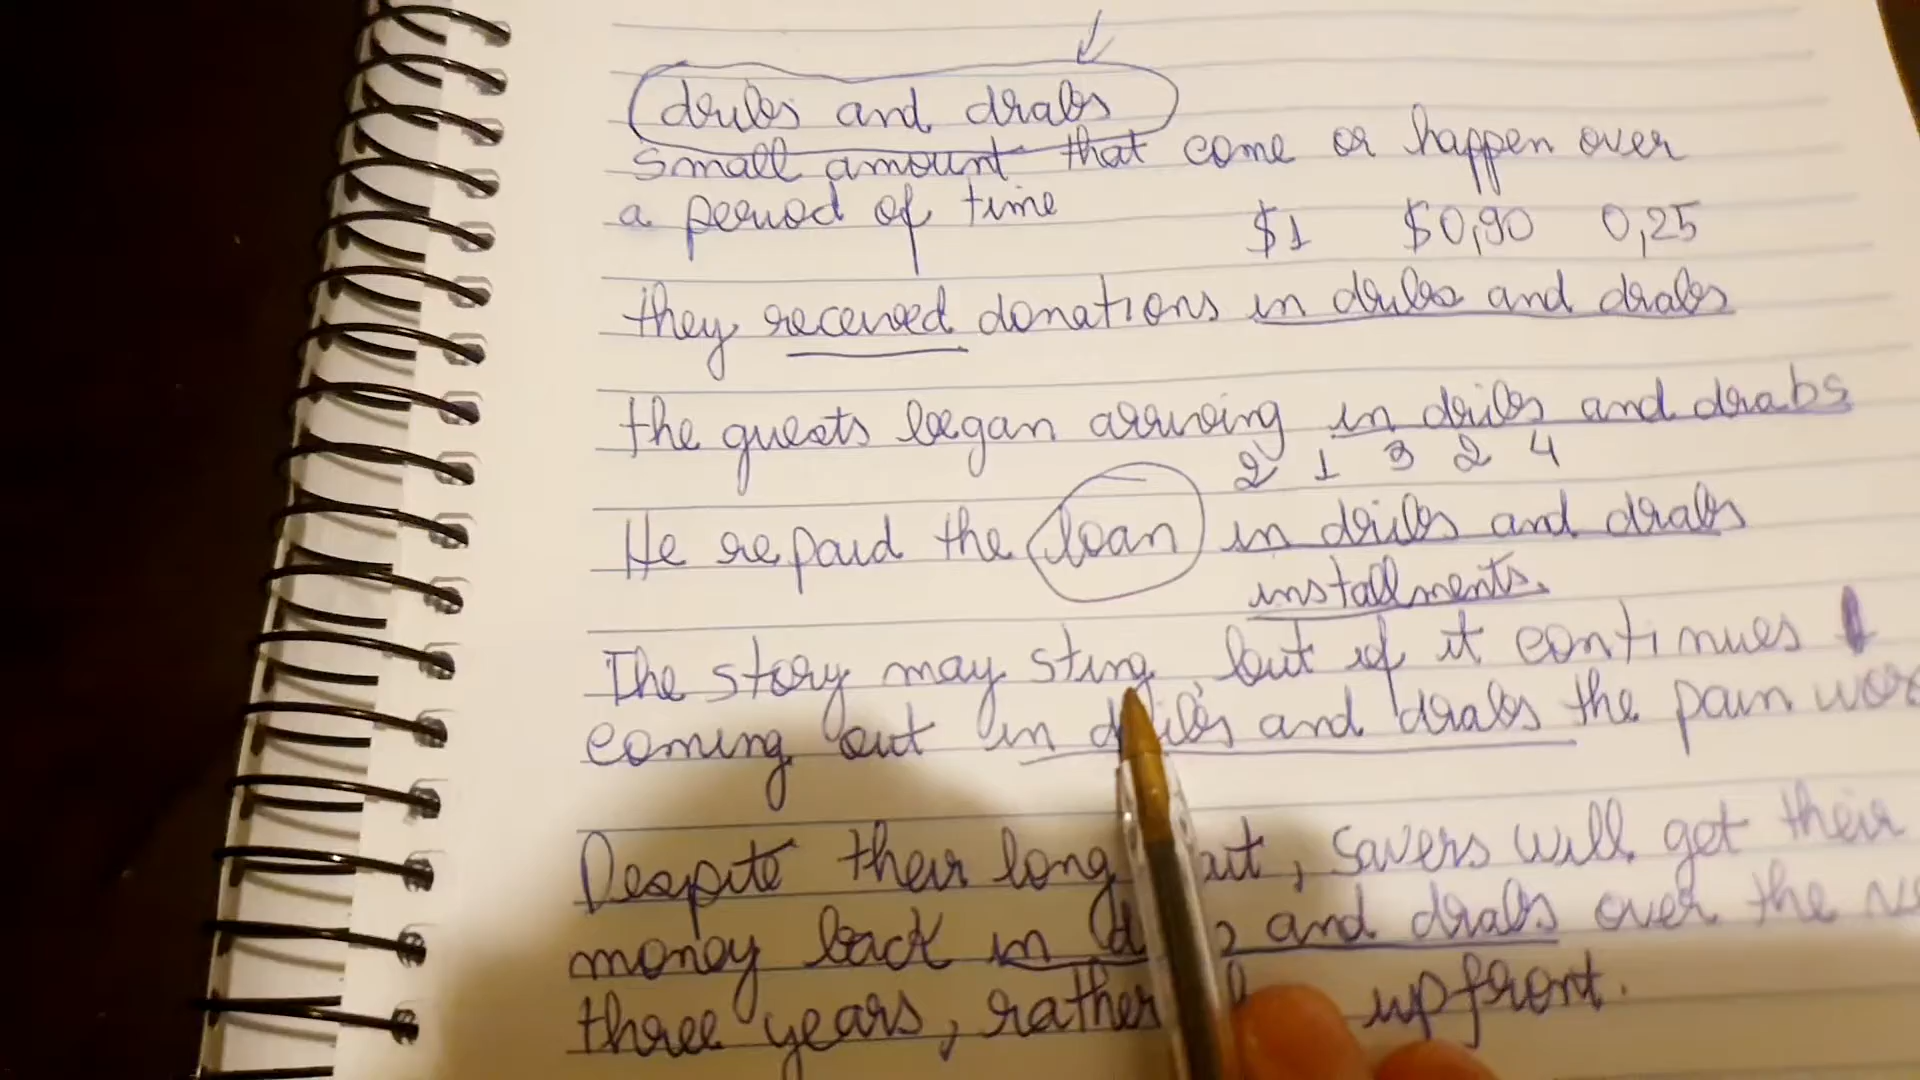 dribs and drabs
small amount that come or happen over
a period of time $1 $0,90 0,25
they received donations in dribs and drabs
the guests began arriving in dribs and drabs
2 1 3 2 4
He repaid the loan in dribs and drabs
installments.
The story may sting, but if it continues
coming out in dribs and drabs the pain
Despite their long, savers will get their
money back in and drabs over the
three years, rather upfront.